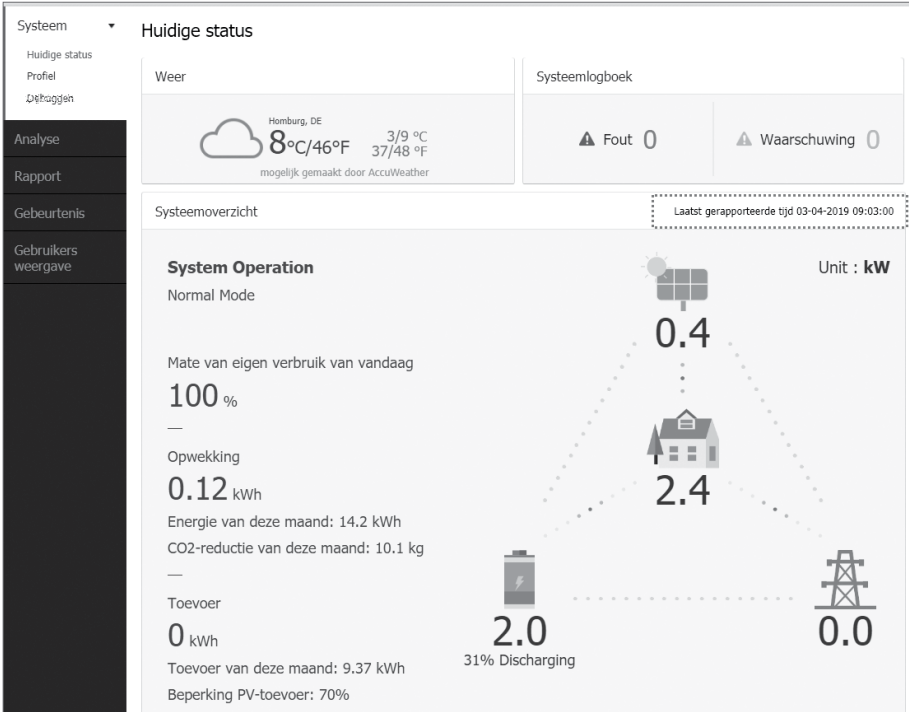 Systeem
Huidige status
Profiel
Debuggen
Analyse
Rapport
Gebeurtenis
Gebruikers
weergave
Huidige status
Weer
Homburg, DE
8°C/46°F
3/9 °C
37/48 °F
mogelijk gemaakt door AccuWeather
Systeemlogboek
Fout 0
Waarschuwing 0
Systeemoverzicht
Laatst gerapporteerde tijd 03-04-2019 09:03:00
System Operation
Normal Mode
Unit : kW
Mate van eigen verbruik van vandaag
100 %
Opwekking
0.12 kWh
Energie van deze maand: 14.2 kWh
CO2-reductie van deze maand: 10.1 kg
Toevoer
0 kWh
Toevoer van deze maand: 9.37 kWh
Beperking PV-toevoer: 70%
0.4
2.4
2.0
31% Discharging
0.0